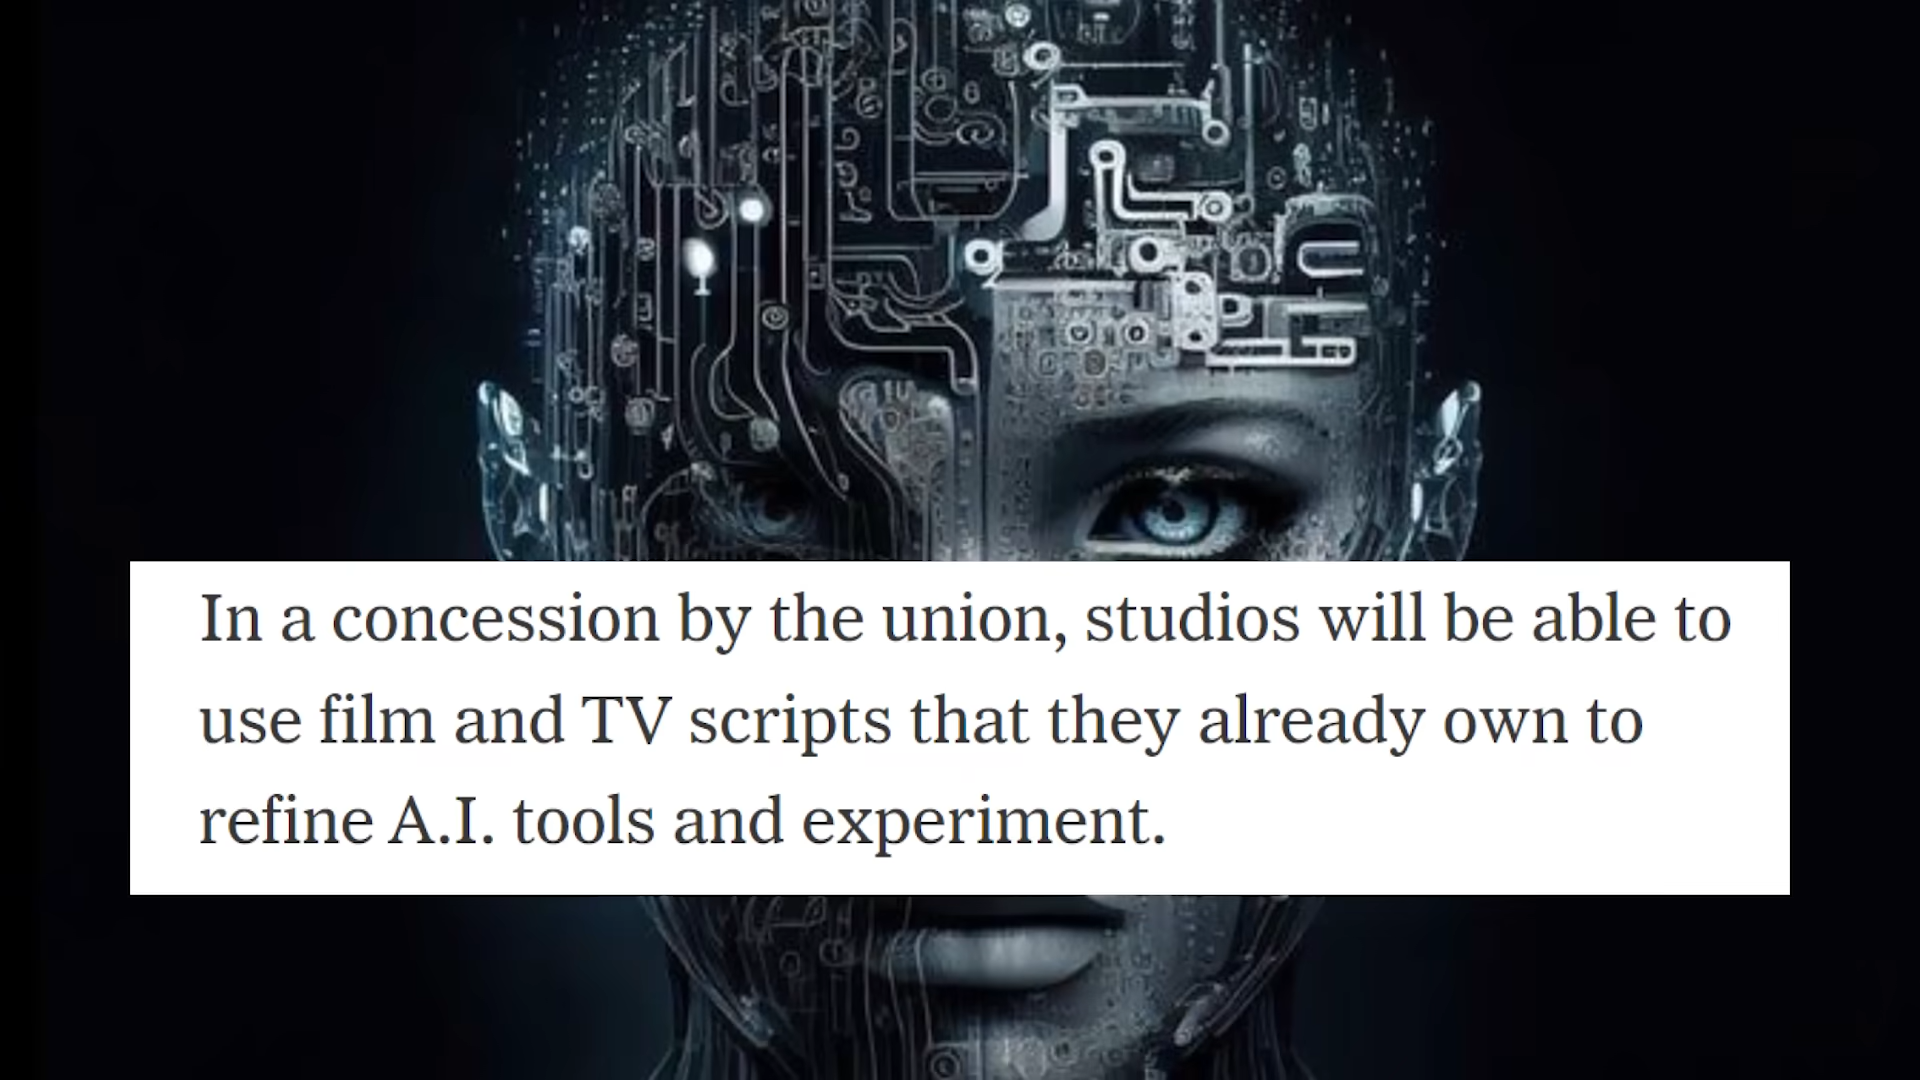 In a concession by the union, studios will be able to
use film and TV scripts that they already own to
refine A.I. tools and experiment.